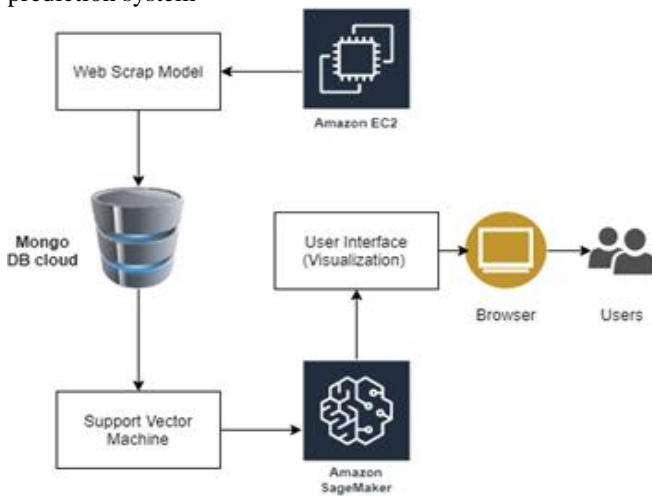 prediction system
Web Scrap Model
Amazon EC2
Mongo
DB cloud
User Interface
(Visualization)
Browser
Users
Support Vector
Machine
Amazon
SageMaker